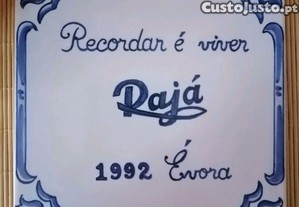 CustoJusto.pt
Recordar é viver
Rajá
1992 Évora